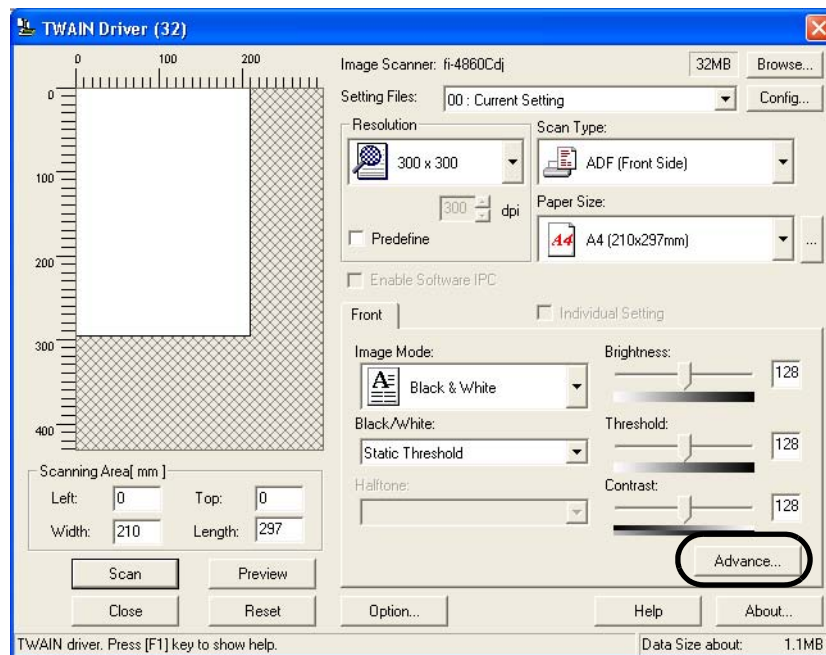 TWAIN Driver (32)
0 100 200
0
100
200
300
400
Image Scanner: fi-4860Cdj 32MB Browse...
Setting Files: 00 : Current Setting Config...
Resolution
300 x 300
300 dpi
Predefine
Scan Type:
ADF (Front Side)
Paper Size:
A4 A4 (210x297mm) ...
Enable Software IPC
Front Individual Setting
Image Mode:
A Black & White
Black/White:
Static Threshold
Halftone:
Brightness:
128
Threshold:
128
Contrast:
128
Advance...
Scanning Area[ mm ]
Left: 0 Top: 0
Width: 210 Length: 297
Scan Preview
Close Reset Option... Help About...
TWAIN driver. Press [F1] key to show help. Data Size about: 1.1MB